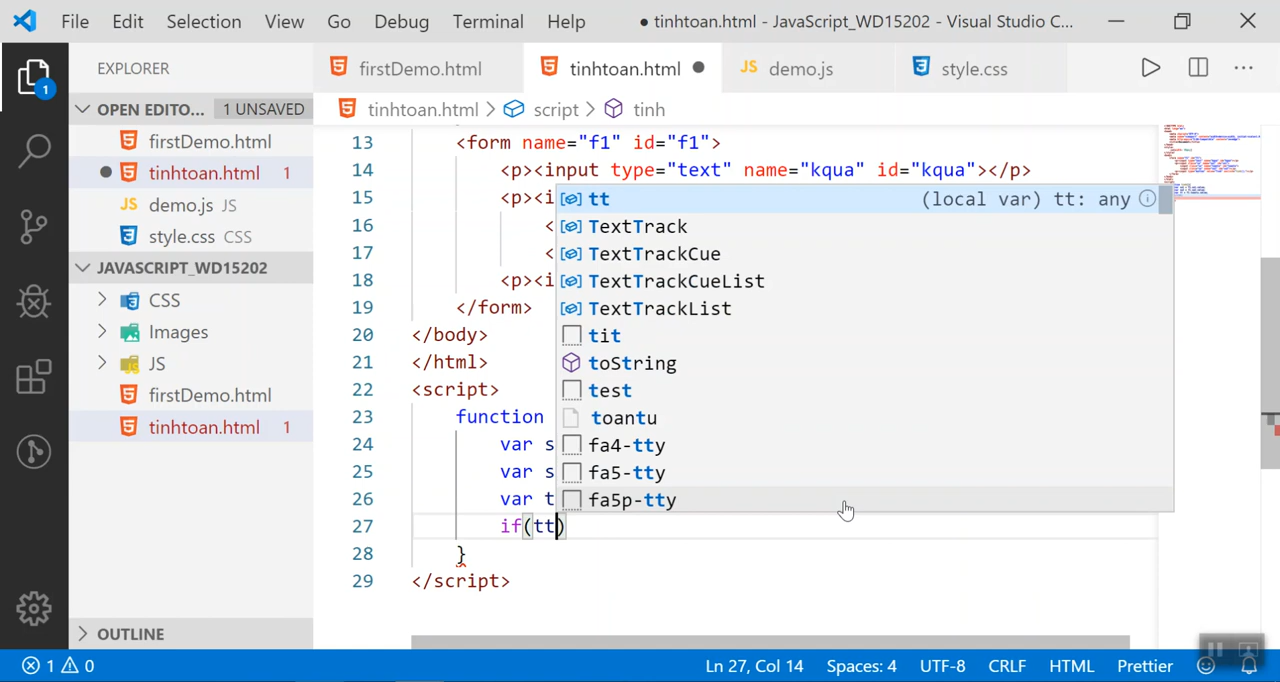 File Edit Selection View Go Debug Terminal Help
● tinhtoan.html - JavaScript_WD15202 - Visual Studio C...
1
EXPLORER
OPEN EDITO... 1 UNSAVED
firstDemo.html
● tinhtoan.html 1
demo.js JS
style.css CSS
JAVASCRIPT_WD15202
CSS
Images
JS
firstDemo.html
tinhtoan.html 1
OUTLINE
firstDemo.html tinhtoan.html ● JS demo.js style.css
tinhtoan.html > script > tinh
13 <form name="f1" id="f1">
14 <p><input type="text" name="kqua" id="kqua"></p>
15 <p><i
16 <
17 <
18 <p><i
19 </form>
20 </body>
21 </html>
22 <script>
23 function
24 var s
25 var s
26 var t
27 if(tt)
28 }
29 </script>
tt (local var) tt: any
TextTrack
TextTrackCue
TextTrackCueList
TextTrackList
tit
toString
test
toantu
fa4-tty
fa5-tty
fa5p-tty
1 0 Ln 27, Col 14 Spaces: 4 UTF-8 CRLF HTML Prettier